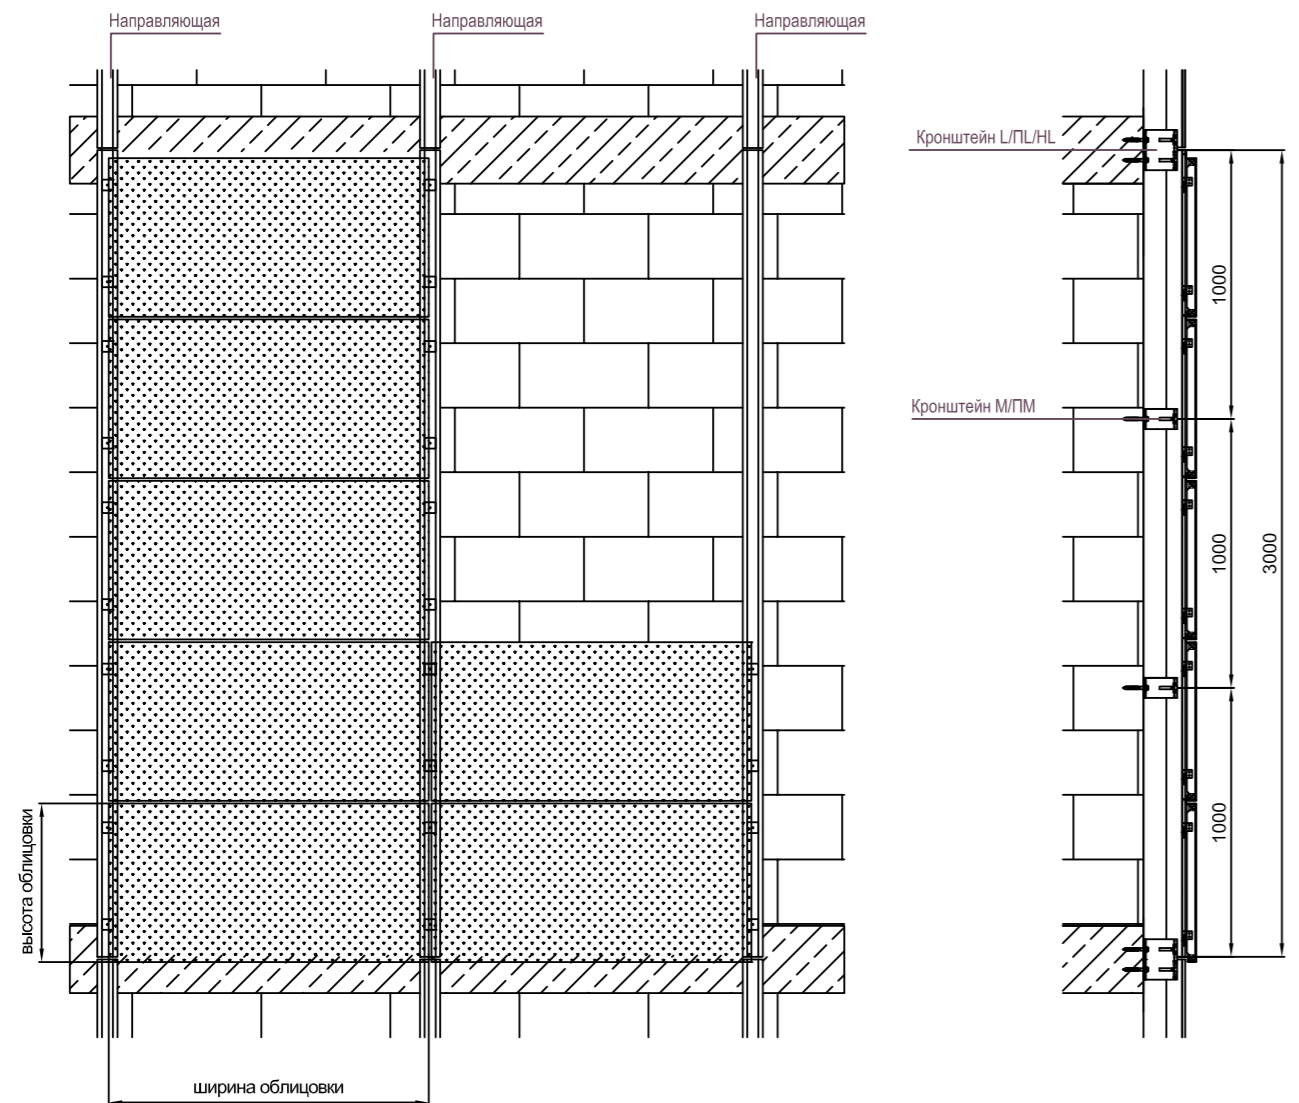 Направляющая
Направляющая
Направляющая
Кронштейн L/ПL/HL
Кронштейн М/ПМ
1000
1000
3000
1000
высота облицовки
ширина облицовки